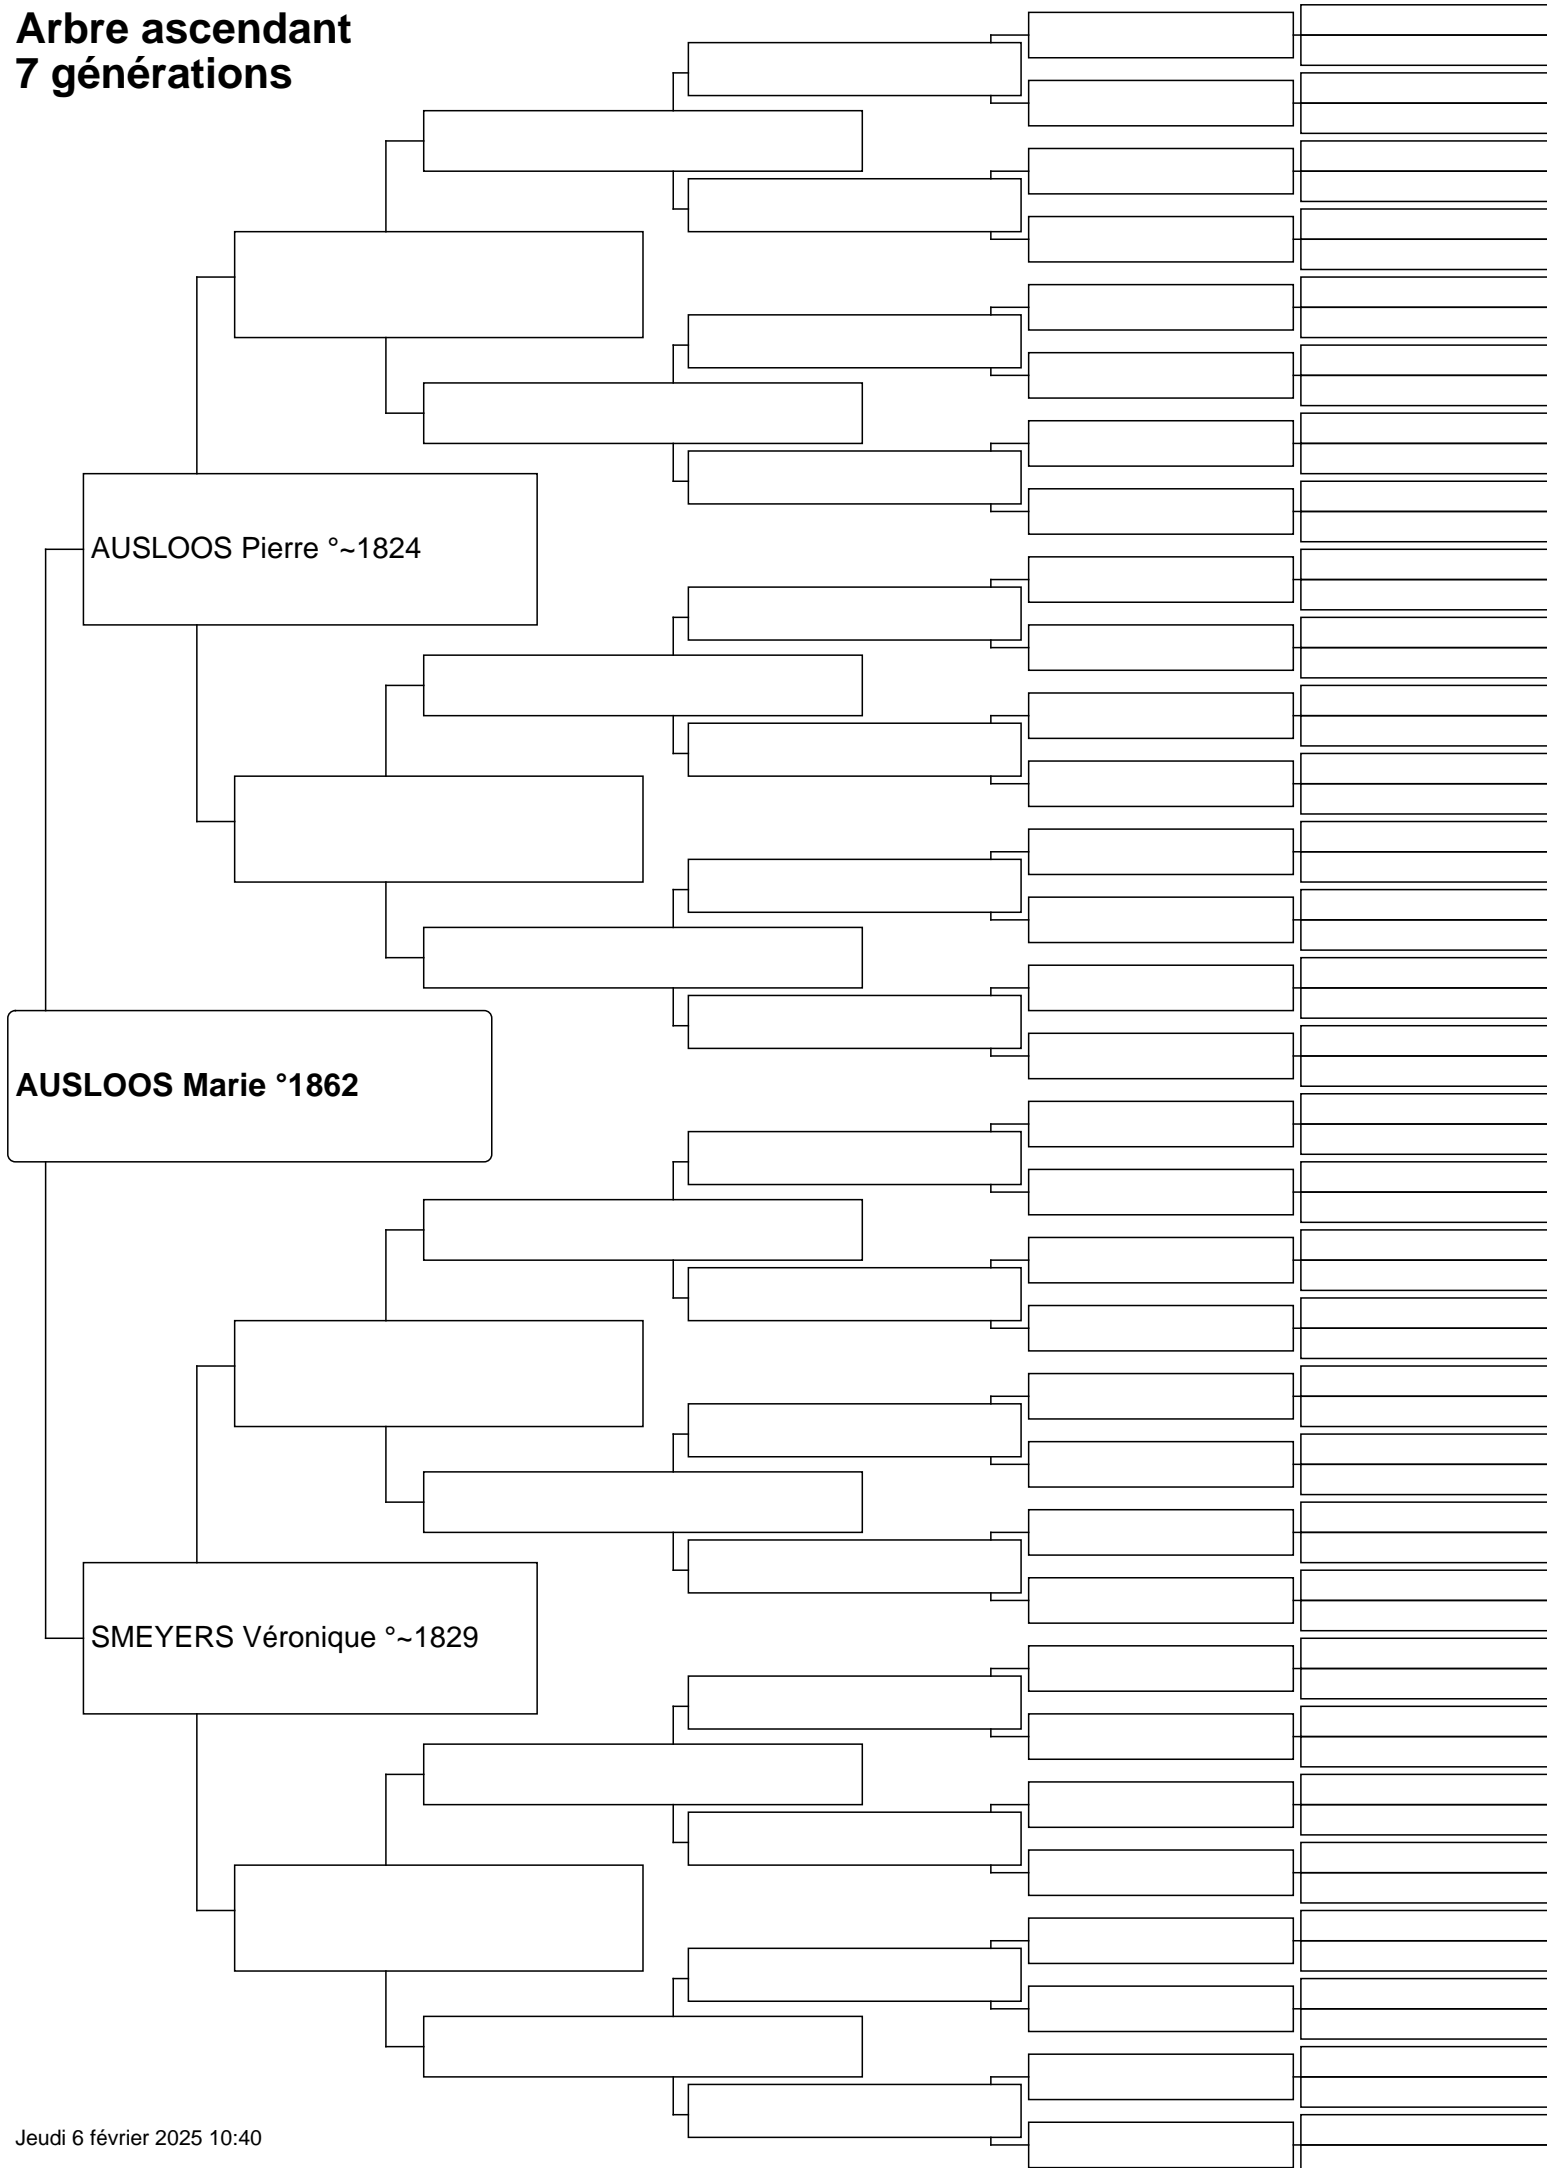 Arbre ascendant
7 générations
AUSLOOS Pierre °~1824
AUSLOOS Marie °1862
SMEYERS Véronique °~1829
Jeudi 6 février 2025 10:40